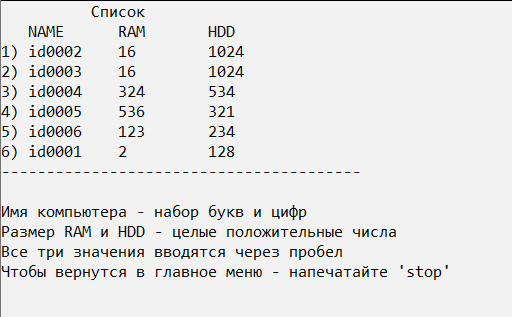 Список
NAME RAM HDD
1) id0002 16 1024
2) id0003 16 1024
3) id0004 324 534
4) id0005 536 321
5) id0006 123 234
6) id0001 2 128
----------------------------------------
Имя компьютера - набор букв и цифр
Размер RAM и HDD - целые положительные числа
Все три значения вводятся через пробел
Чтобы вернутся в главное меню - напечатайте 'stop'